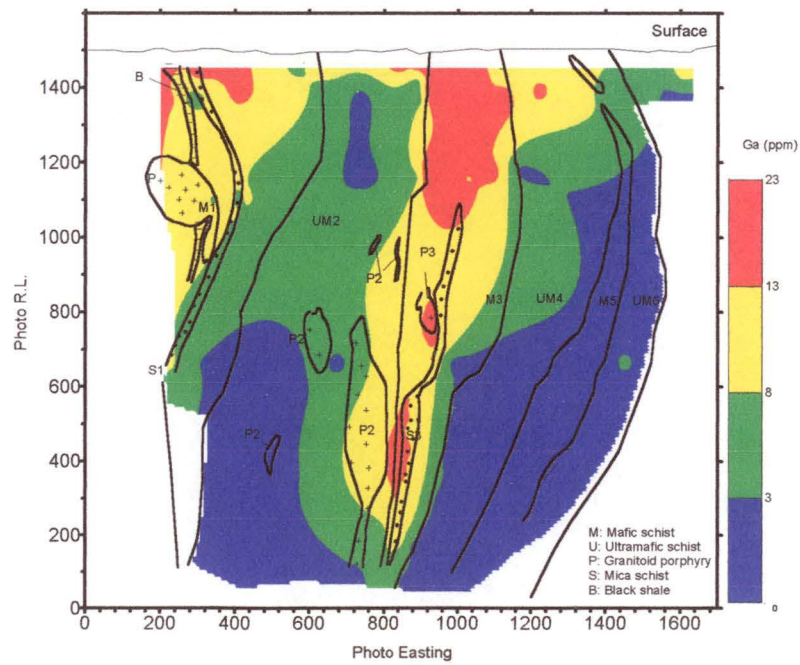 Surface
1400
1200
1000
800
600
400
200
0
Photo R.L.
0
200
400
600
800
1000
1200
1400
1600
Photo Easting
B
P
M1
S1
UM2
P2
P2
P2
P2
P3
S3
M3
UM4
M5
UM6
Ga (ppm)
23
13
8
3
0
M: Mafic schist
U: Ultramafic schist
P: Granitoid porphyry
S: Mica schist
B: Black shale